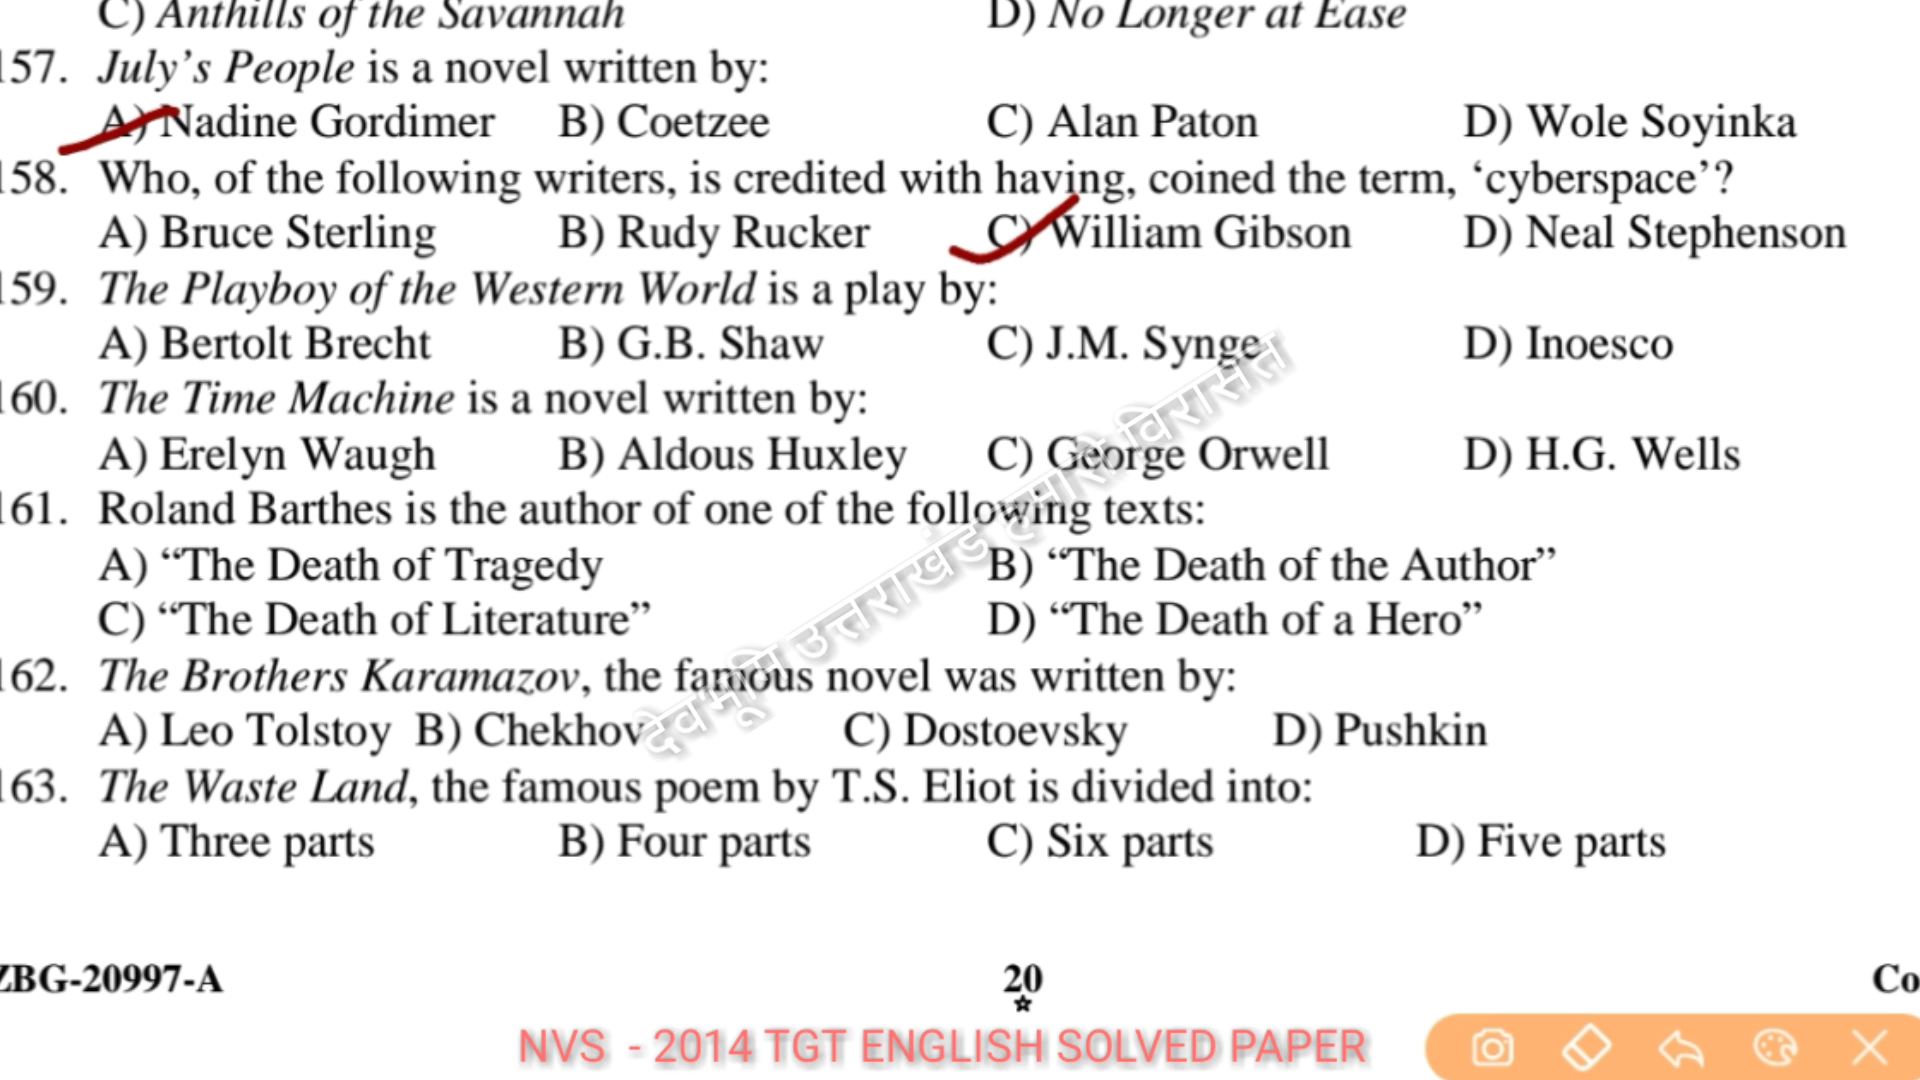 C) Anthills of the Savannah D) No Longer at Ease
157. July’s People is a novel written by:
A) Nadine Gordimer B) Coetzee C) Alan Paton D) Wole Soyinka
158. Who, of the following writers, is credited with having, coined the term, ‘cyberspace’?
A) Bruce Sterling B) Rudy Rucker C) William Gibson D) Neal Stephenson
159. The Playboy of the Western World is a play by:
A) Bertolt Brecht B) G.B. Shaw C) J.M. Synge D) Inoesco
160. The Time Machine is a novel written by:
A) Erelyn Waugh B) Aldous Huxley C) George Orwell D) H.G. Wells
161. Roland Barthes is the author of one of the following texts:
A) “The Death of Tragedy B) “The Death of the Author”
C) “The Death of Literature” D) “The Death of a Hero”
162. The Brothers Karamazov, the famous novel was written by:
A) Leo Tolstoy B) Chekhov C) Dostoevsky D) Pushkin
163. The Waste Land, the famous poem by T.S. Eliot is divided into:
A) Three parts B) Four parts C) Six parts D) Five parts
देवभूमि उत्तराखंड हमारी विरासत
ZBG-20997-A 20 Co
NVS - 2014 TGT ENGLISH SOLVED PAPER